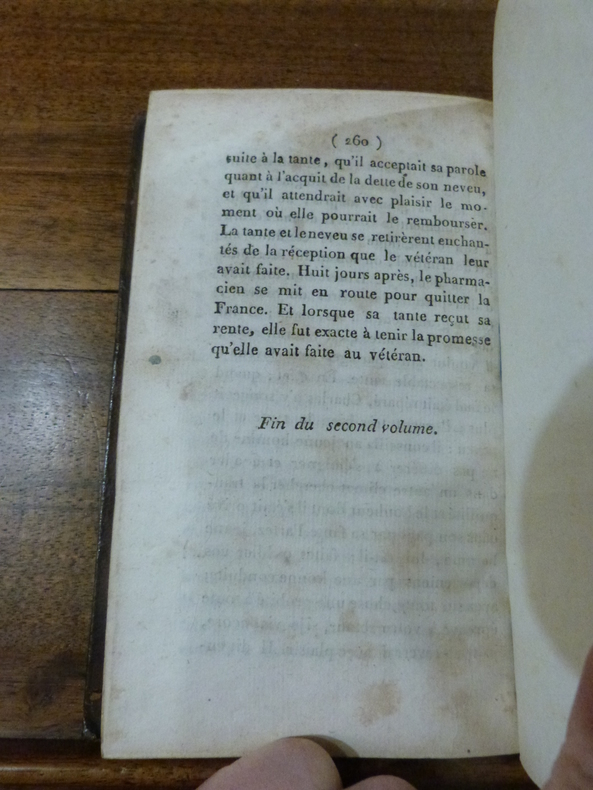 ( 260 )
suite à la tante, qu'il acceptait sa parole
quant à l'acquit de la dette de son neveu,
et qu'il attendrait avec plaisir le mo-
ment où elle pourrait le rembourser.
La tante et le neveu se retirèrent enchan-
tés de la réception que le vétéran leur
avait faite. Huit jours après, le pharma-
cien se mit en route pour quitter la
France. Et lorsque sa tante reçut sa
rente, elle fut exacte à tenir la promesse
qu'elle avait faite au vétéran.
Fin du second volume.